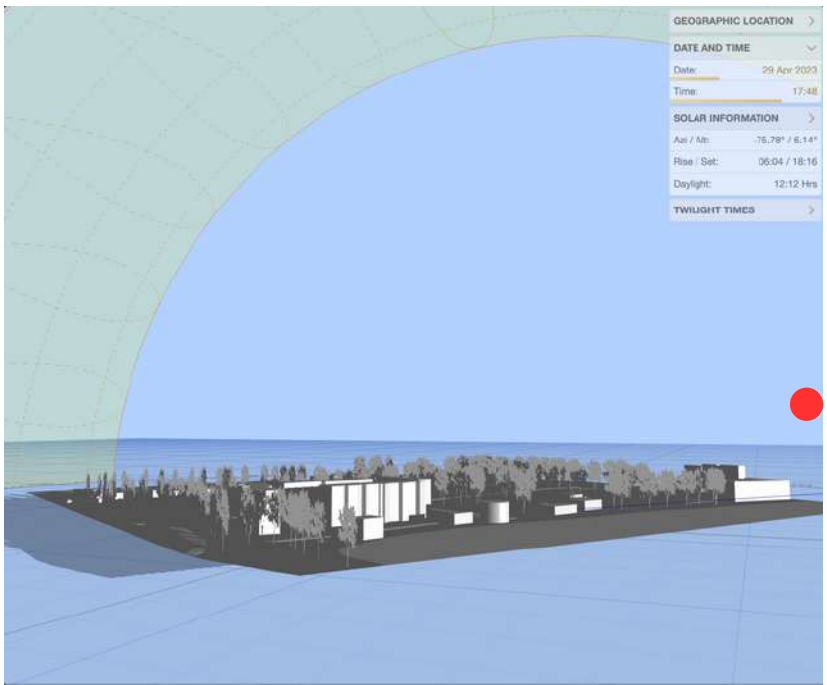 GEOGRAPHIC LOCATION
DATE AND TIME
Date: 29 Apr 2023
Time: 17:48
SOLAR INFORMATION
Azi / Alt: -75.78° / 6.14°
Rise / Set: 06:04 / 18:16
Daylight: 12:12 Hrs
TWILIGHT TIMES